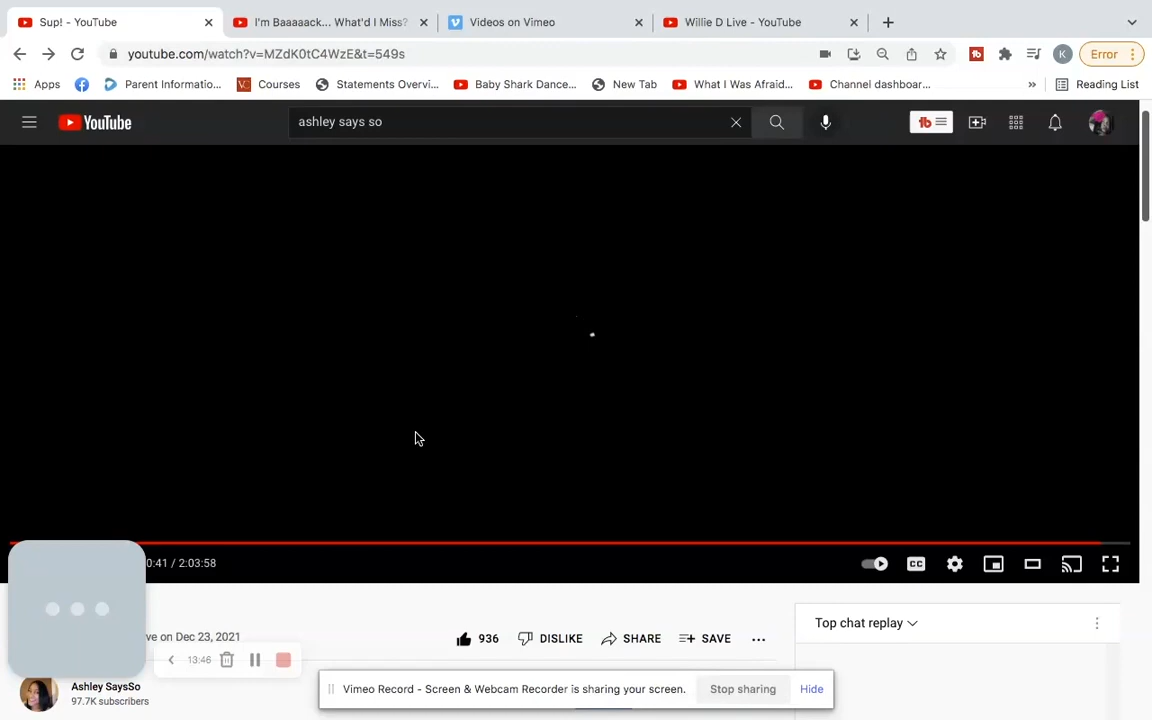 Sup! - YouTube
I'm Baaaaack... What'd I Miss?
Videos on Vimeo
Willie D Live - YouTube
youtube.com/watch?v=MZdK0tC4WzE&t=549s
K
Error
Apps
Parent Informatio...
VC Courses
Statements Overvi...
Baby Shark Dance...
New Tab
What I Was Afraid...
Channel dashboar...
»
Reading List
YouTube
ashley says so
tb
0:41 / 2:03:58
CC
Top chat replay
ve on Dec 23, 2021
936
DISLIKE
SHARE
SAVE
13:46
Ashley SaysSo
97.7K subscribers
Vimeo Record - Screen & Webcam Recorder is sharing your screen.
Stop sharing
Hide